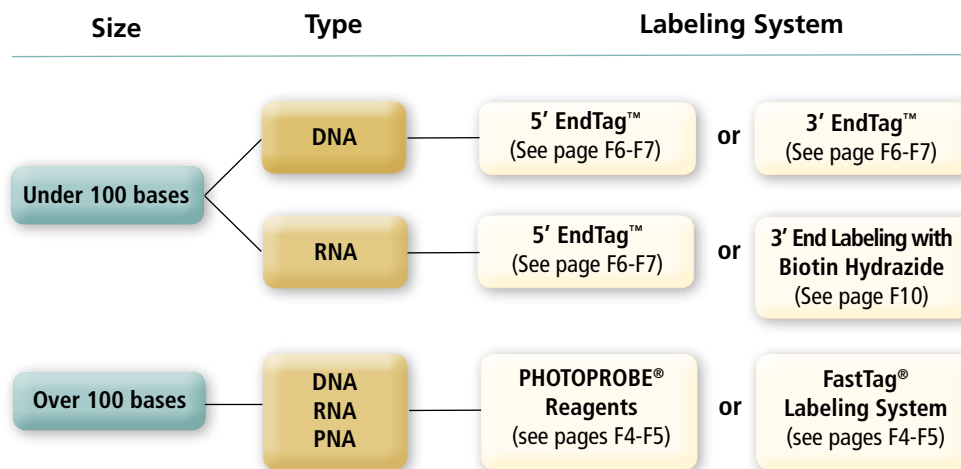 Size Type Labeling System
DNA
5’ EndTag™
(See page F6-F7)
or
3’ EndTag™
(See page F6-F7)
Under 100 bases
RNA
5’ EndTag™
(See page F6-F7)
or
3’ End Labeling with
Biotin Hydrazide
(See page F10)
Over 100 bases
DNA
RNA
PNA
PHOTOPROBE®
Reagents
(see pages F4-F5)
or
FastTag®
Labeling System
(see pages F4-F5)